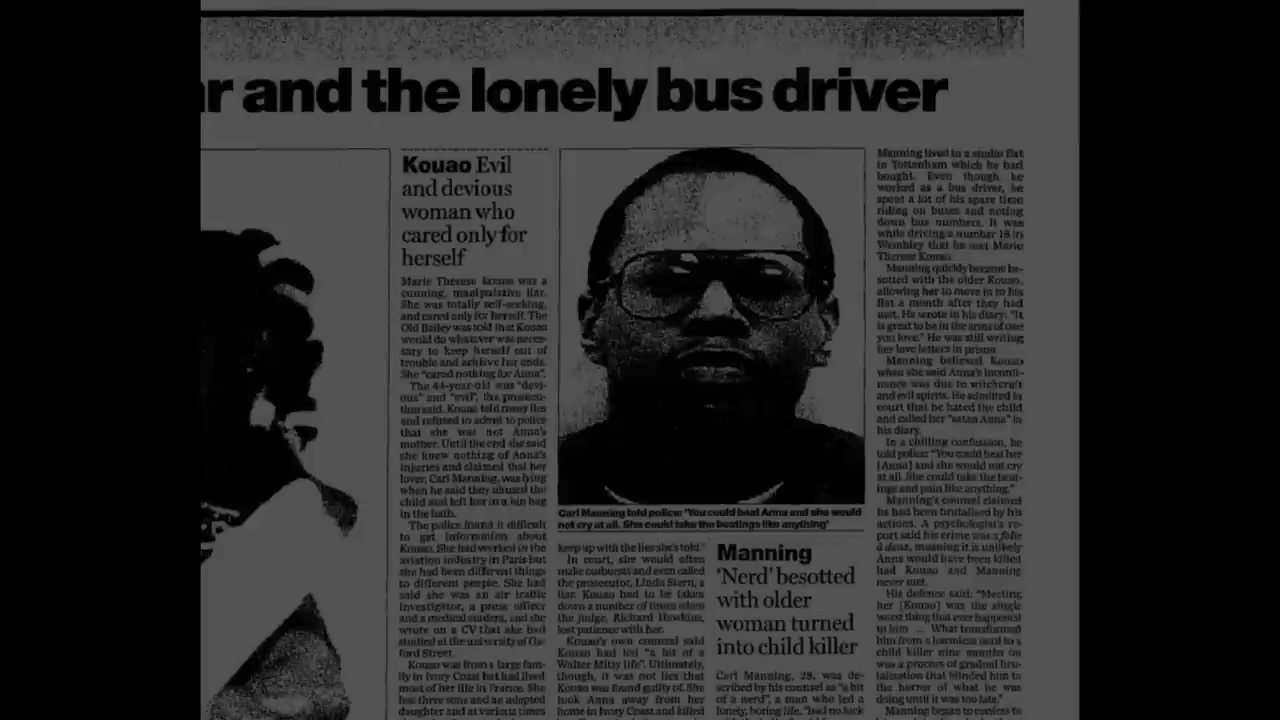 r and the lonely bus driver
Kouao Evil
and devious
woman who
cared only for
herself
Marie Therese Kouao was a
cunning, manipulative liar.
She was totally self-seeking,
and cared only for herself. The
Old Bailey was told that Kouao
would do whatever was neces-
sary to keep herself out of
trouble and achieve her ends.
She "cared nothing for Anna".
The 44-year-old was "devi-
ous" and "evil", the prosecu-
tion said. Kouao told many lies
and refused to admit to police
that she was not Anna's
mother. Until the end she said
she knew nothing of Anna's
injuries and claimed that her
lover, Carl Manning, was lying
when he said they abused the
child and left her in a bin bag
in the bath.
The police found it difficult
to get information about
Kouao. She had worked in the
aviation industry in Paris but
she had been different things
to different people. She had
said she was an air traffic
investigator, a press officer
and a medical student, and she
wrote on a CV that she had
studied at the university of Ox-
ford Street.
Kouao was from a large fam-
ily in Ivory Coast but had lived
most of her life in France. She
has three sons and an adopted
daughter and at various times
Carl Manning told police: 'You could beat Anna and she would
not cry at all. She could take the beatings like anything'
keep up with the lies she's told."
In court, she would often
make outbursts and even called
the prosecutor, Linda Stern, a
liar. Kouao had to be taken
down a number of times when
the judge, Richard Hawkins,
lost patience with her.
Kouao's own counsel said
Kouao had led "a bit of a
Walter Mitty life". Ultimately,
though, it was not lies that
Kouao was found guilty of. She
took Anna away from her
home in Ivory Coast and killed
Manning
'Nerd' besotted
with older
woman turned
into child killer
Carl Manning, 28, was de-
scribed by his counsel as "a bit
of a nerd", a man who led a
lonely, boring life, "had no luck
Manning lived in a studio flat
in Tottenham which he had
bought. Even though he
worked as a bus driver, he
spent a lot of his spare time
riding on buses and noting
down bus numbers. It was
while driving a number 18 in
Wembley that he met Marie
Therese Kouao.
Manning quickly became be-
sotted with the older Kouao,
allowing her to move in to his
flat a month after they had
met. He wrote in his diary: "It
is great to be in the arms of one
you love." He was still writing
her love letters in prison.
Manning believed Kouao
when she said Anna's inconti-
nence was due to witchcraft
and evil spirits. He admitted in
court that he hated the child
and called her "satan Anna" in
his diary.
In a chilling confession, he
told police: "You could beat her
[Anna] and she would not cry
at all. She could take the beat-
ings and pain like anything."
Manning's counsel claimed
he had been brutalised by his
actions. A psychologist's re-
port said his crime was a folie
à deux, meaning it is unlikely
Anna would have been killed
had Kouao and Manning
never met.
His defence said: "Meeting
her [Kouao] was the single
worst thing that ever happened
to him ... What transformed
him from a harmless nerd to a
child killer nine months on
was a process of gradual bru-
talisation that blinded him to
the horror of what he was
doing until it was too late."
Manning began to confess to